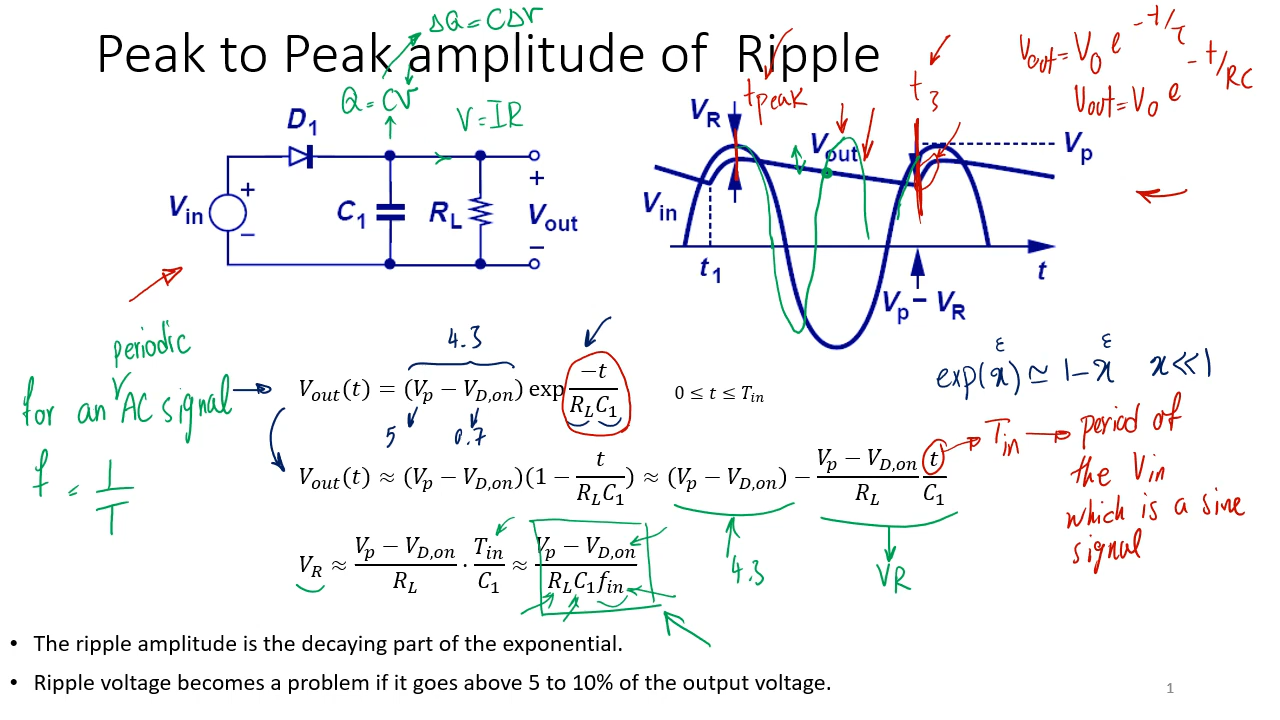 ΔQ = CΔV
Peak to Peak amplitude of Ripple
Vout = V0 e^(-t/τ)
Vout = V0 e^(-t/RC)
Q = CV
V = IR
tpeak
t3
D1
VR
Vout
Vp
Vin
+
−
C1
RL
+
Vout
−
Vin
t1
t
Vp − VR
periodic
for an AC signal
f = 1/T
4.3
Vout(t) = (Vp − VD,on) exp −t/(RLC1)    0 ≤ t ≤ Tin
exp(x) ≃ 1−x    x ≪ 1
ε ε
5 0.7
Vout(t) ≈ (Vp − VD,on)(1 − t/(RLC1)) ≈ (Vp − VD,on) − (Vp − VD,on)/RL t/C1
Tin → period of
the Vin
which is a sine
signal
4.3
VR
VR ≈ (Vp − VD,on)/RL · Tin/C1 ≈ (Vp − VD,on)/(RLC1fin)
• The ripple amplitude is the decaying part of the exponential.
• Ripple voltage becomes a problem if it goes above 5 to 10% of the output voltage.
1